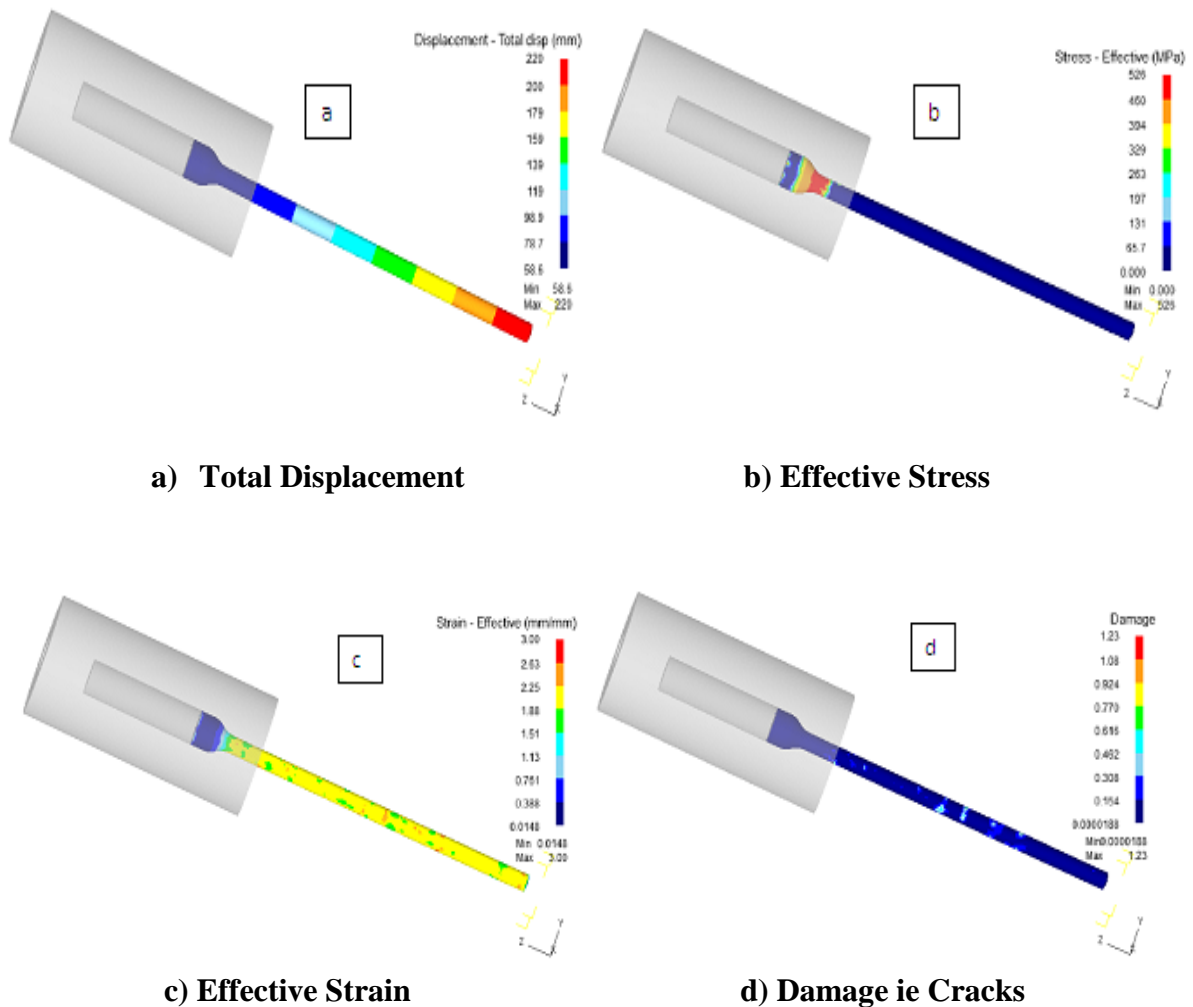 Displacement - Total disp (mm)
220
200
179
159
139
119
98.9
78.7
58.6
Min 58.6
Max 220
a
Y
Z
X
a) Total Displacement
Stress - Effective (MPa)
526
460
394
329
263
197
131
65.7
0.000
Min 0.000
Max 526
b
Y
Z
X
b) Effective Stress
Strain - Effective (mm/mm)
3.00
2.63
2.25
1.88
1.51
1.13
0.761
0.388
0.0148
Min 0.0148
Max 3.00
c
Y
Z
X
c) Effective Strain
Damage
1.23
1.08
0.924
0.770
0.616
0.462
0.308
0.154
0.0000188
Min0.0000188
Max 1.23
d
Y
Z
X
d) Damage ie Cracks